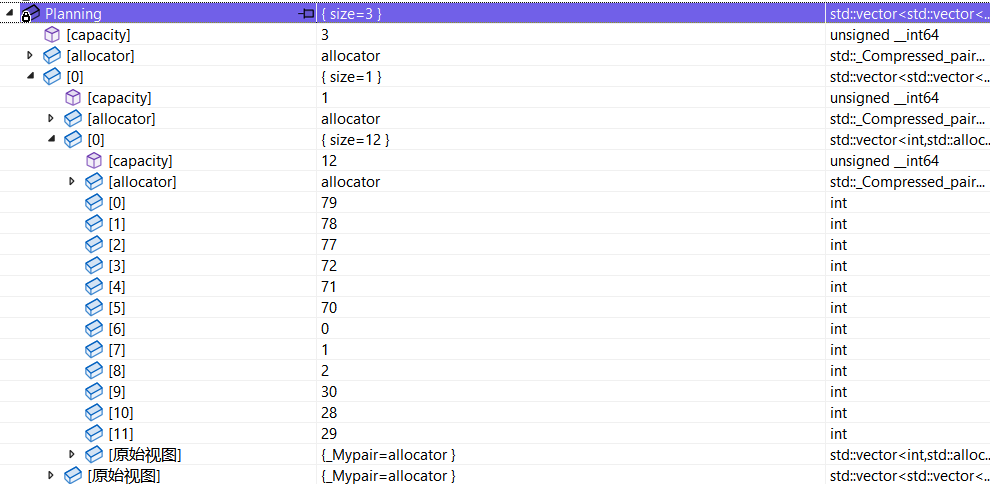 Planning { size=3 } std::vector<std::vector<...
[capacity] 3 unsigned __int64
[allocator] allocator std::_Compressed_pair...
[0] { size=1 } std::vector<std::vector<...
[capacity] 1 unsigned __int64
[allocator] allocator std::_Compressed_pair...
[0] { size=12 } std::vector<int,std::alloc...
[capacity] 12 unsigned __int64
[allocator] allocator std::_Compressed_pair...
[0] 79 int
[1] 78 int
[2] 77 int
[3] 72 int
[4] 71 int
[5] 70 int
[6] 0 int
[7] 1 int
[8] 2 int
[9] 30 int
[10] 28 int
[11] 29 int
[原始视图] {_Mypair=allocator } std::vector<int,std::alloc...
[原始视图] {_Mypair=allocator } std::vector<std::vector<...